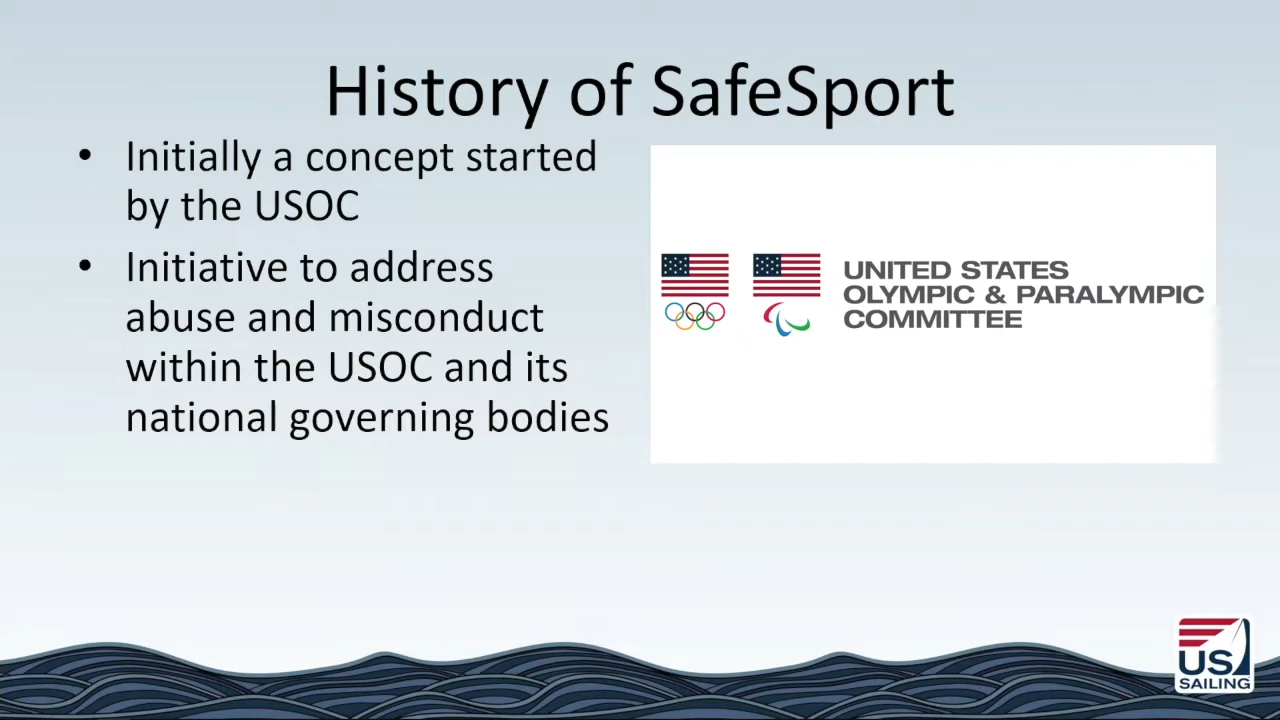 History of SafeSport
• Initially a concept started
by the USOC
• Initiative to address
abuse and misconduct
within the USOC and its
national governing bodies
UNITED STATES
OLYMPIC & PARALYMPIC
COMMITTEE
US
SAILING